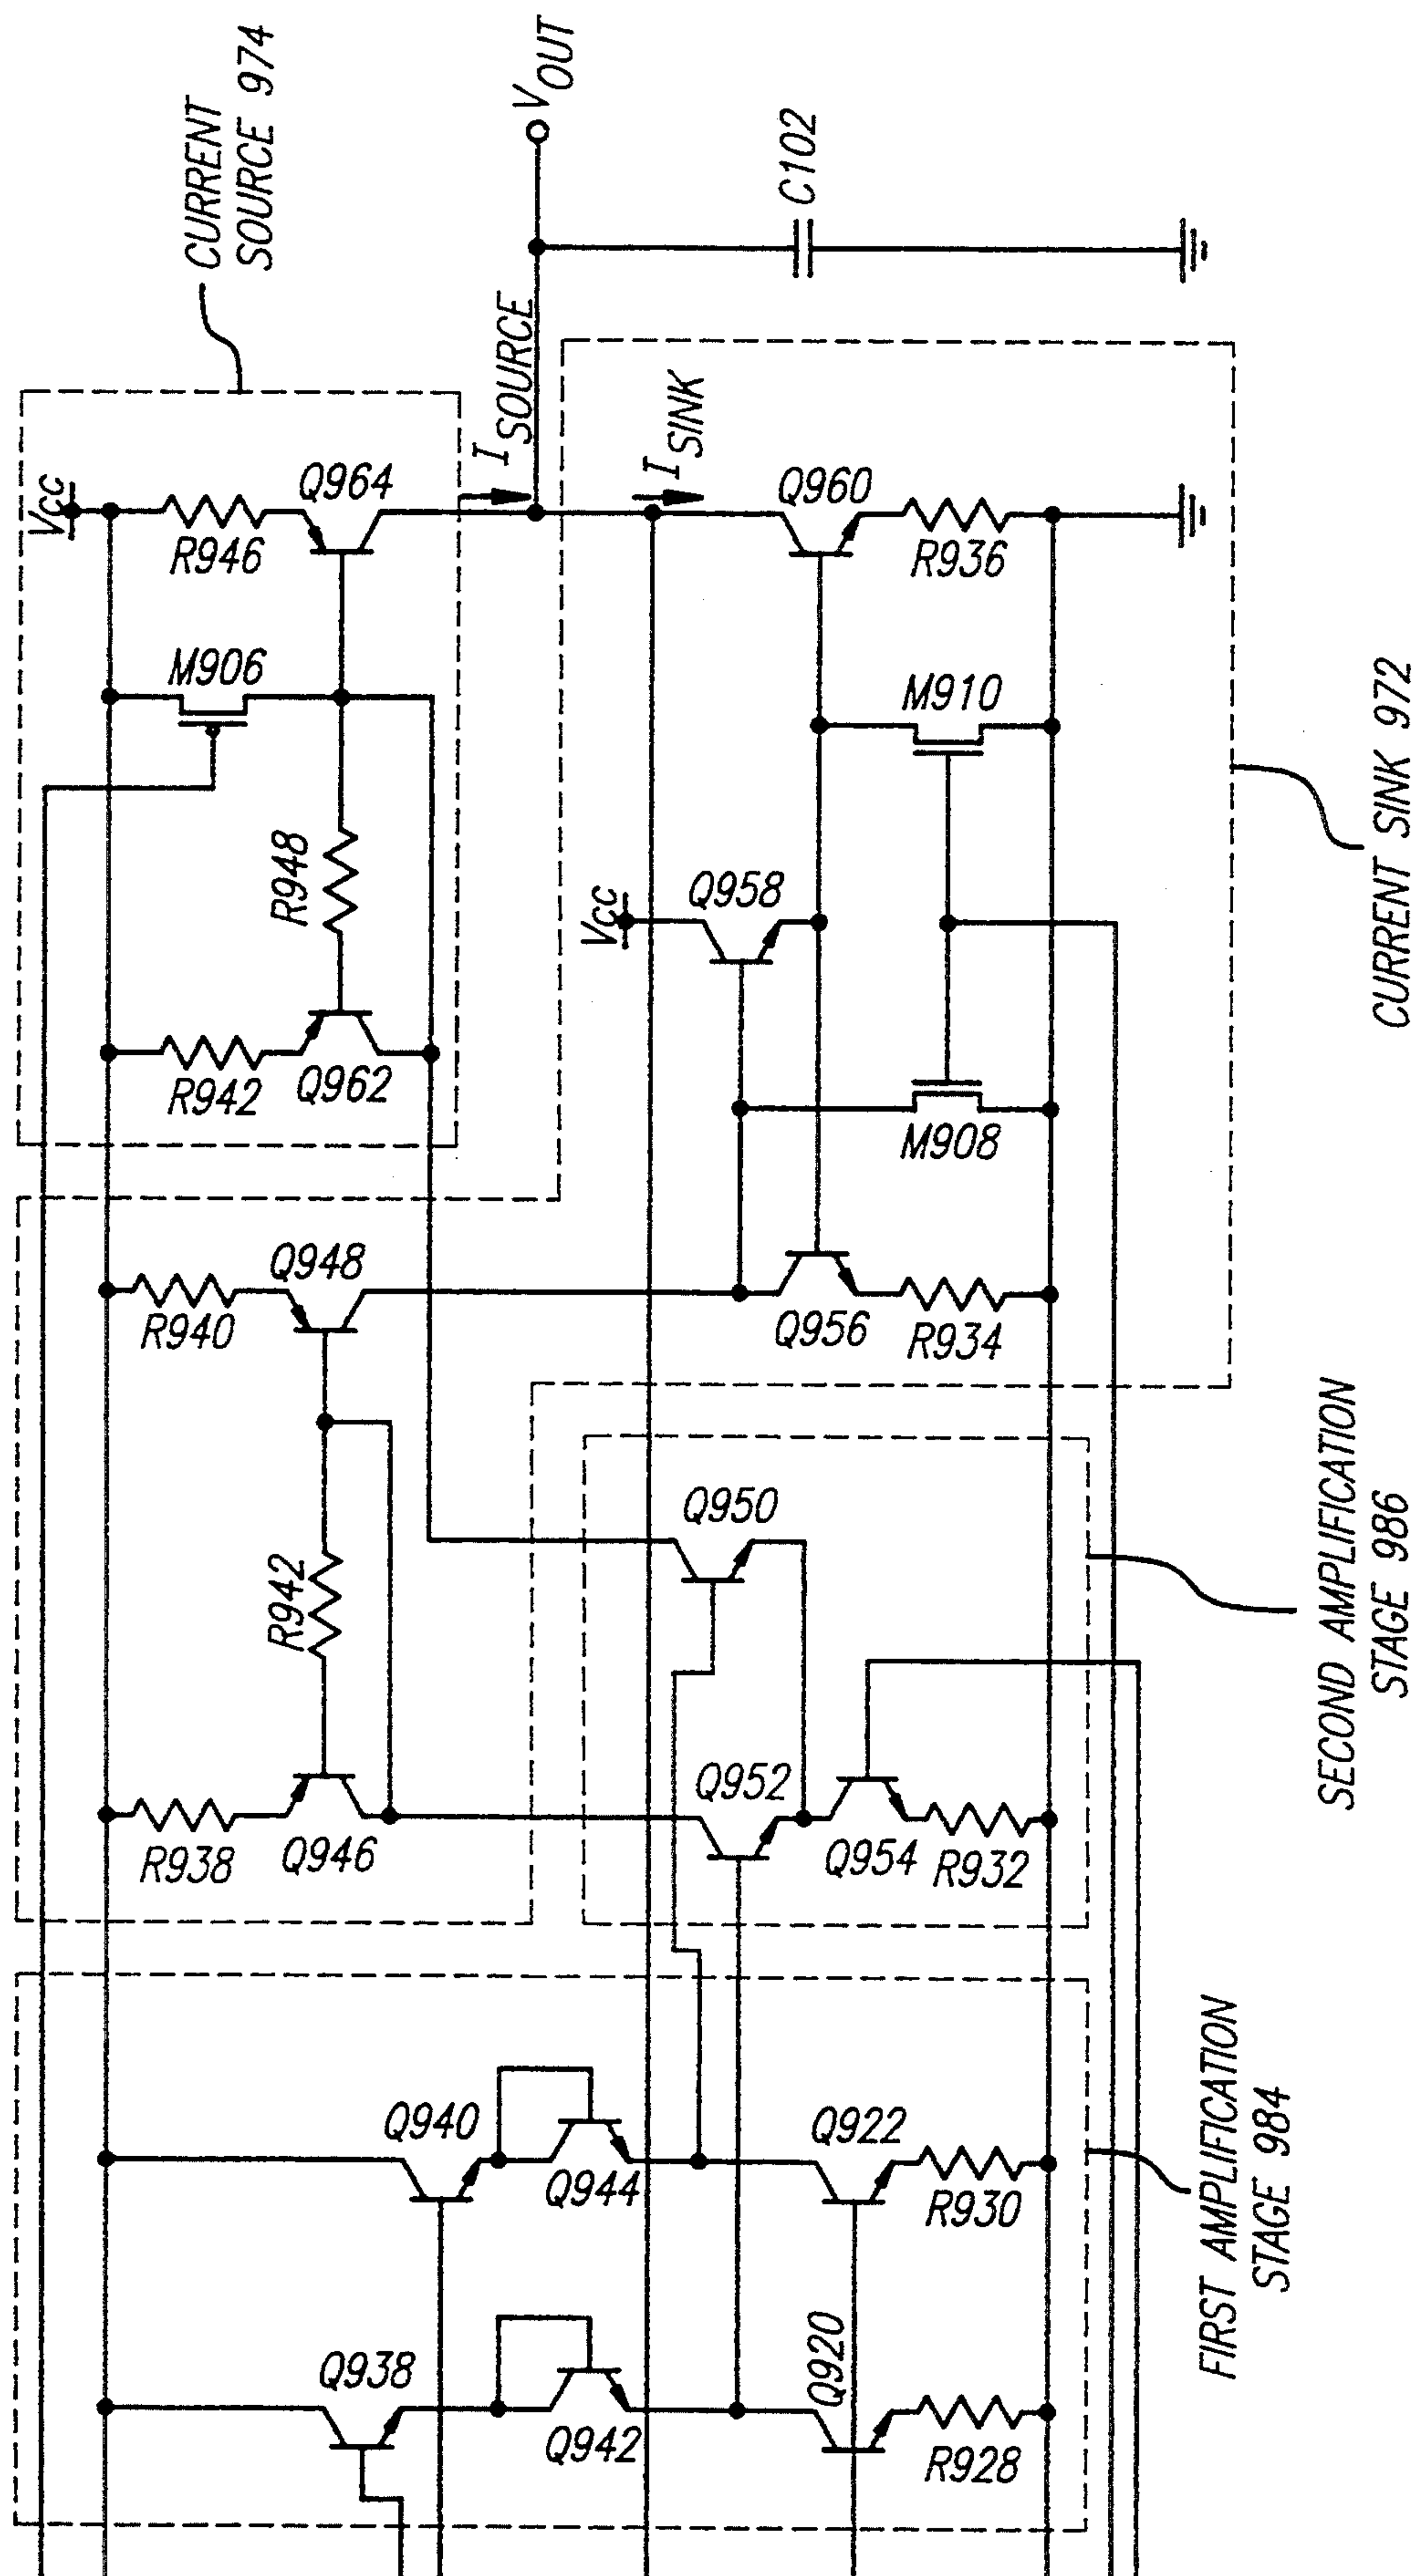 CURRENT
SOURCE 974
VOUT
C102
ISOURCE
ISINK
VCC
R946
Q964
M906
R948
R942
Q962
Q960
R936
M910
VCC
Q958
M908
CURRENT SINK 972
R940
Q948
Q956
R934
R942
Q950
SECOND AMPLIFICATION
STAGE 986
R938
Q946
Q952
Q954
R932
Q940
Q944
Q922
R930
FIRST AMPLIFICATION
STAGE 984
Q938
Q942
Q920
R928